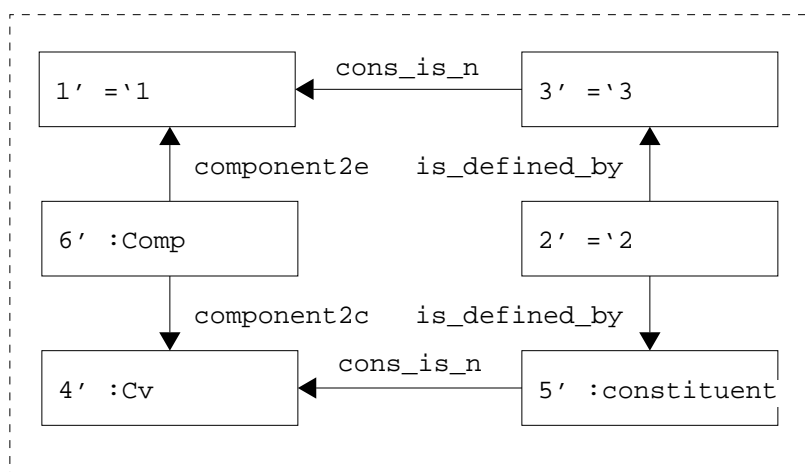 cons_is_n
1′ =‘1
3′ =‘3
component2e is_defined_by
6′ :Comp
2′ =‘2
component2c is_defined_by
cons_is_n
4′ :Cv
5′ :constituent